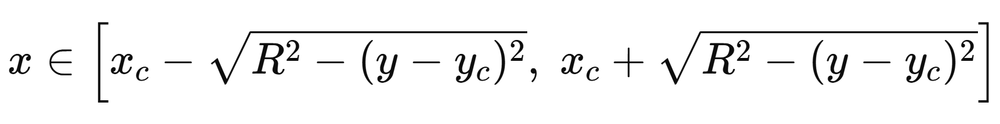 x ∈ [x_c − √(R² − (y − y_c)²), x_c + √(R² − (y − y_c)²)]